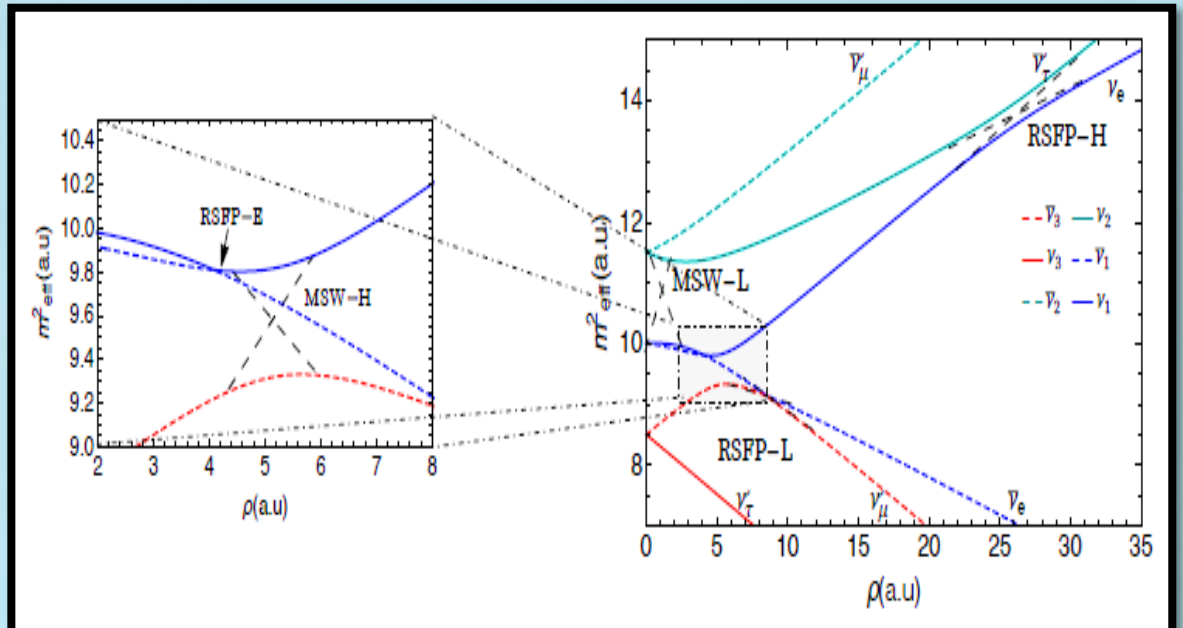 10.4
10.2
10.0
9.8
9.6
9.4
9.2
9.0
m²eff(a.u)
RSFP-E
MSW-H
2 3 4 5 6 7 8
ρ(a.u)
14
12
10
8
m²eff(a.u.)
ν̅′μ
ν̅′τ
νe
RSFP-H
MSW-L
ν̅3 ν2
ν3 ν̅1
ν̅2 ν1
RSFP-L
ν′τ
ν′μ
ν̅e
0 5 10 15 20 25 30 35
ρ(a.u)